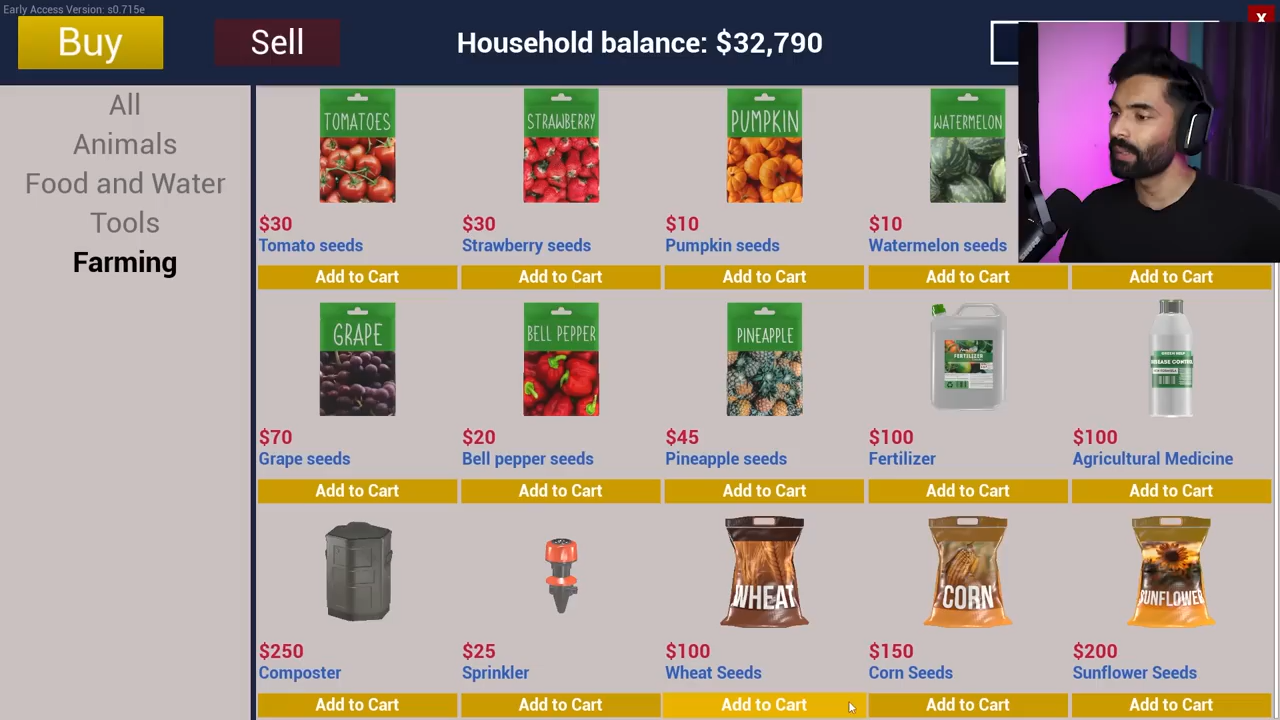 Early Access Version: s0.715e
X
Buy
Sell
Household balance: $32,790
All
Animals
Food and Water
Tools
Farming
TOMATOES
STRAWBERRY
PUMPKIN
WATERMELON
$30
$30
$10
$10
Tomato seeds
Strawberry seeds
Pumpkin seeds
Watermelon seeds
Add to Cart
Add to Cart
Add to Cart
Add to Cart
Add to Cart
GRAPE
BELL PEPPER
PINEAPPLE
FERTILIZER
DISEASE CONTROL
$70
$20
$45
$100
$100
Grape seeds
Bell pepper seeds
Pineapple seeds
Fertilizer
Agricultural Medicine
Add to Cart
Add to Cart
Add to Cart
Add to Cart
Add to Cart
WHEAT
CORN
SUNFLOWER
$250
$25
$100
$150
$200
Composter
Sprinkler
Wheat Seeds
Corn Seeds
Sunflower Seeds
Add to Cart
Add to Cart
Add to Cart
Add to Cart
Add to Cart